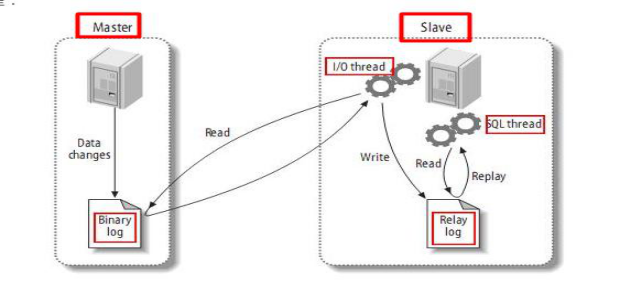 Master
Slave
I/O thread
SQL thread
Data
changes
Read
Write
Read
Replay
Binary
log
Relay
log